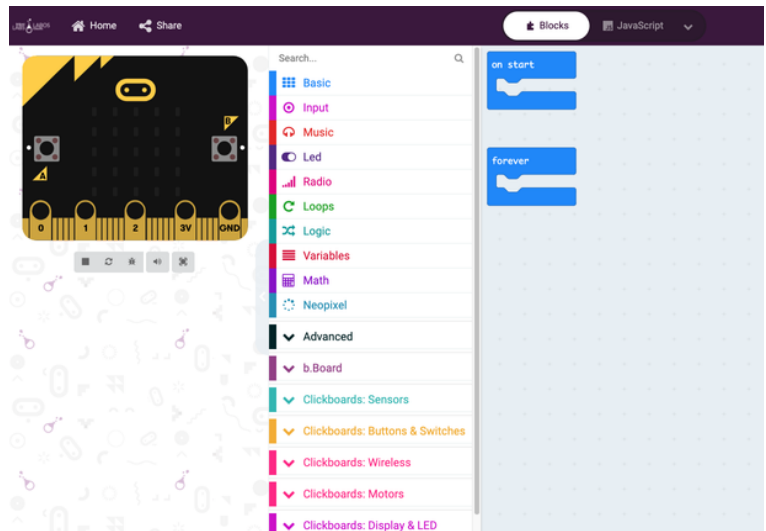 Home
Share
Blocks
JavaScript
Search...
Basic
Input
Music
Led
Radio
Loops
Logic
Variables
Math
Neopixel
Advanced
b.Board
Clickboards: Sensors
Clickboards: Buttons & Switches
Clickboards: Wireless
Clickboards: Motors
Clickboards: Display & LED
on start
forever
B
A
0 1 2 3V GND